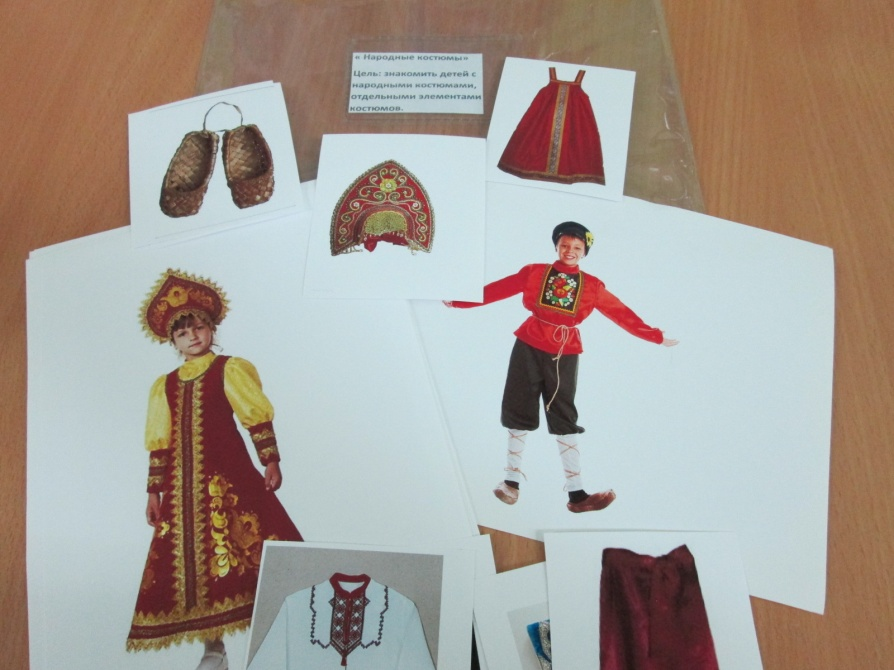 « Народные костюмы»
Цель: знакомить детей с
народными костюмами,
отдельными элементами
костюмов.